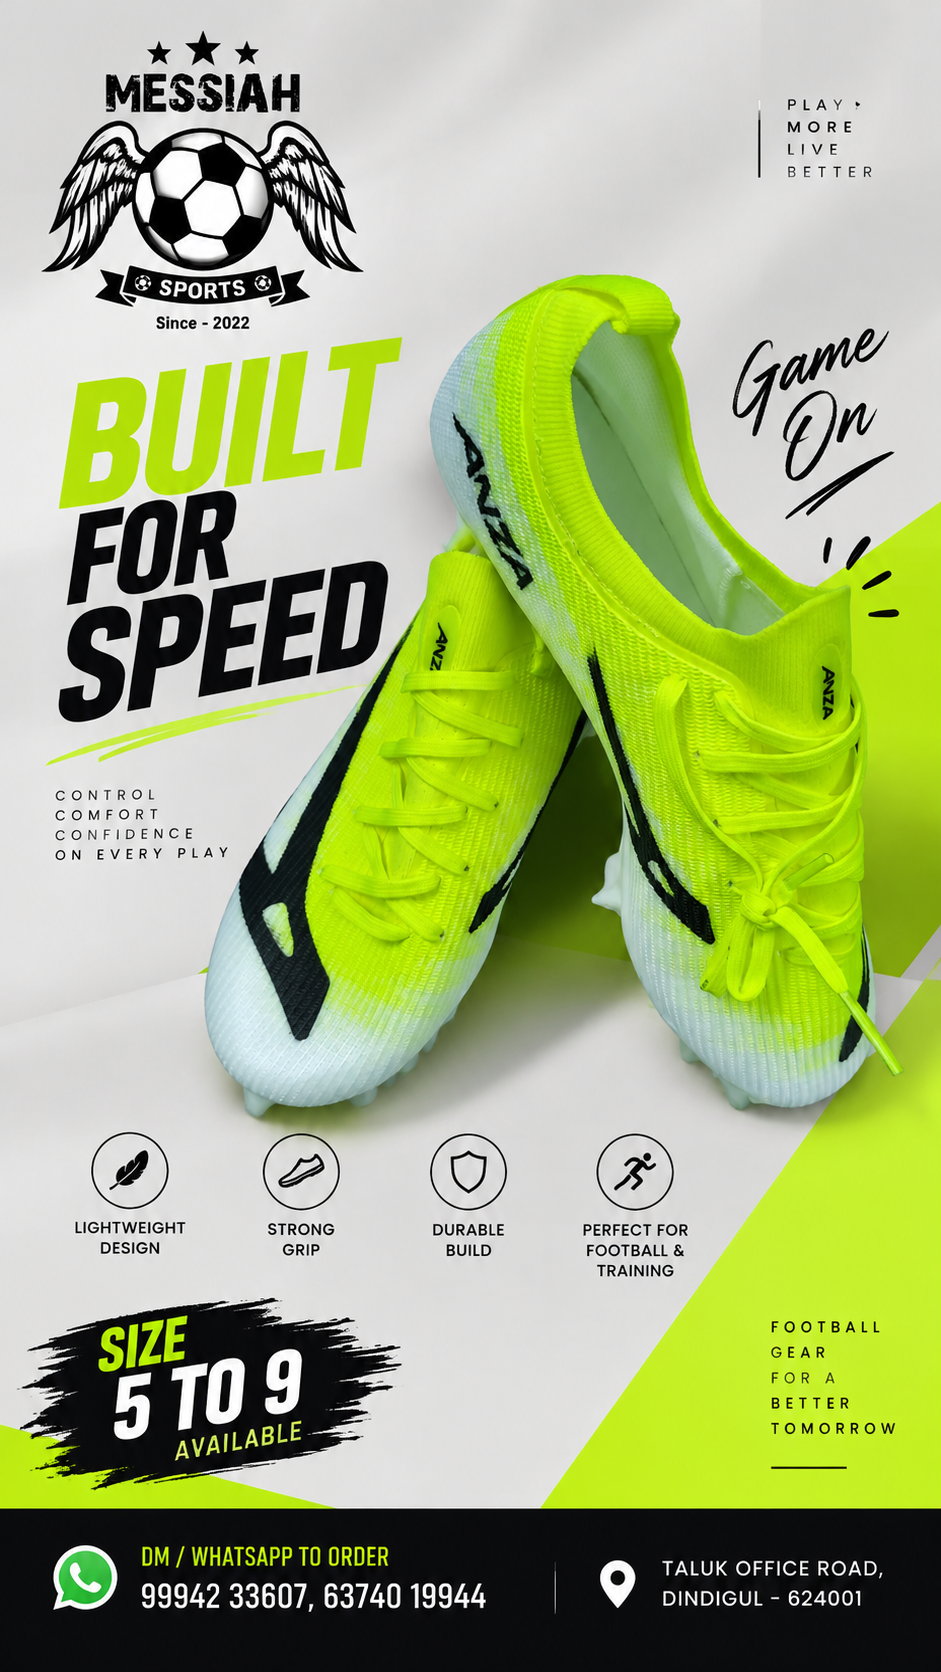 MESSIAH
SPORTS
Since - 2022
PLAY
MORE
LIVE
BETTER
Game
On
BUILT
FOR
SPEED
ANZA
ANZA
ANZA
CONTROL
COMFORT
CONFIDENCE
ON EVERY PLAY
LIGHTWEIGHT
DESIGN
STRONG
GRIP
DURABLE
BUILD
PERFECT FOR
FOOTBALL &
TRAINING
SIZE
5 TO 9
AVAILABLE
FOOTBALL
GEAR
FOR A
BETTER
TOMORROW
DM / WHATSAPP TO ORDER
99942 33607, 63740 19944
TALUK OFFICE ROAD,
DINDIGUL - 624001